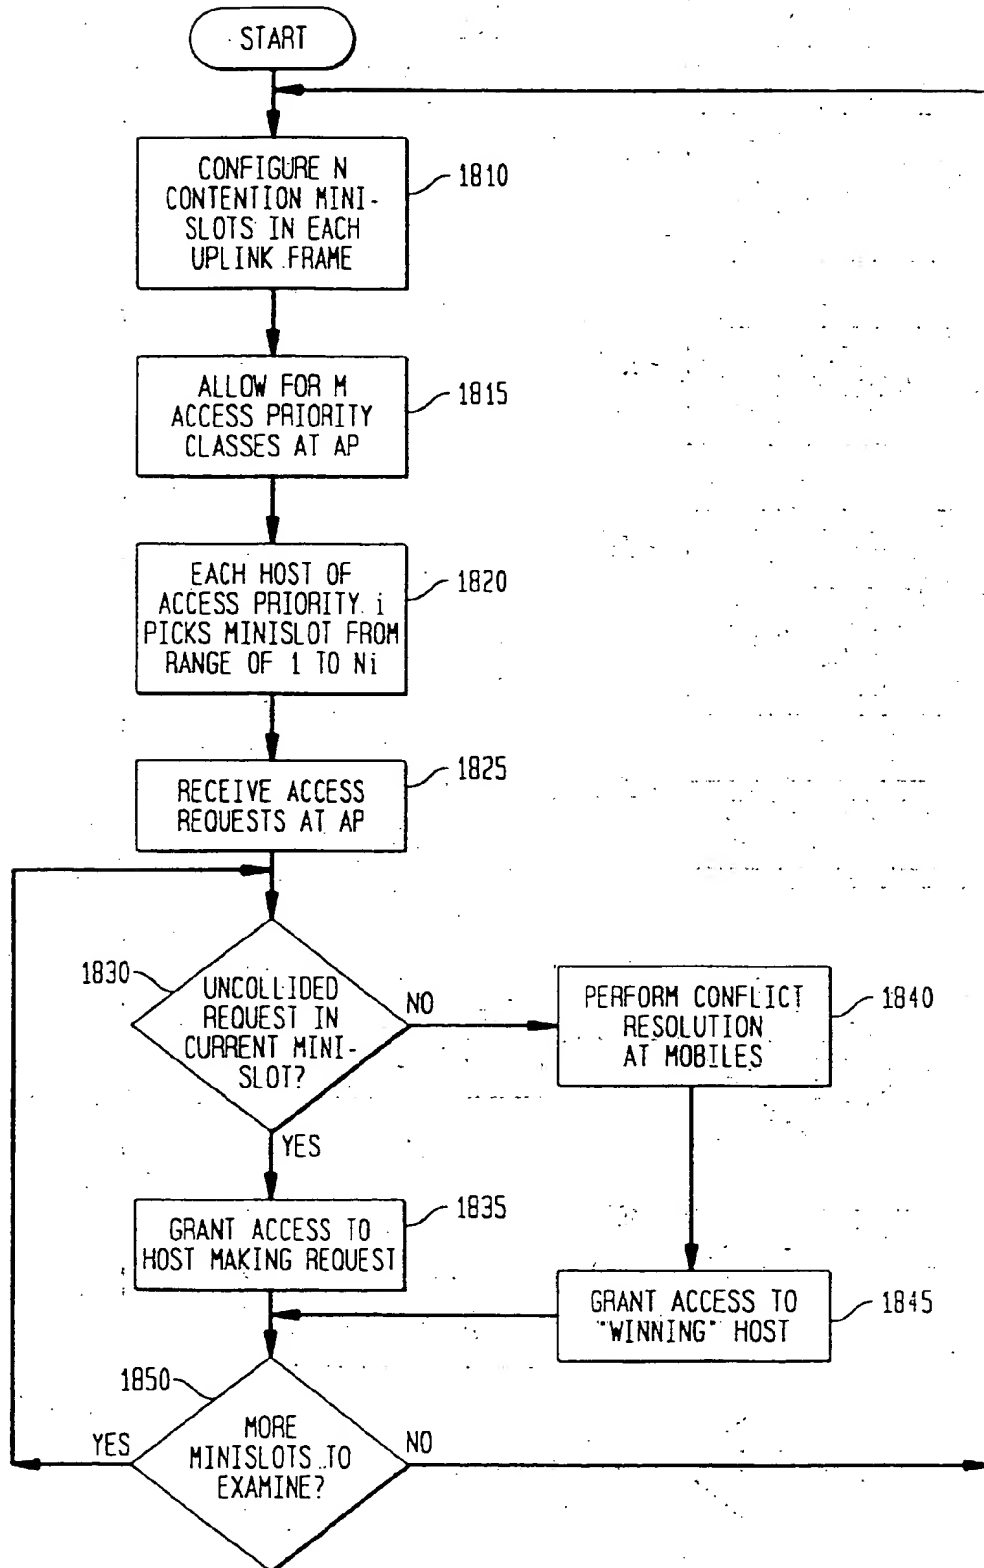 START
CONFIGURE N
CONTENTION MINI-
SLOTS IN EACH
UPLINK FRAME
1810
ALLOW FOR M
ACCESS PRIORITY
CLASSES AT AP
1815
EACH HOST OF
ACCESS PRIORITY i
PICKS MINISLOT FROM
RANGE OF 1 TO Ni
1820
RECEIVE ACCESS
REQUESTS AT AP
1825
1830
UNCOLLIDED
REQUEST IN
CURRENT MINI-
SLOT?
NO
YES
PERFORM CONFLICT
RESOLUTION
AT MOBILES
1840
GRANT ACCESS TO
HOST MAKING REQUEST
1835
GRANT ACCESS TO
"WINNING" HOST
1845
1850
MORE
MINISLOTS TO
EXAMINE?
YES
NO